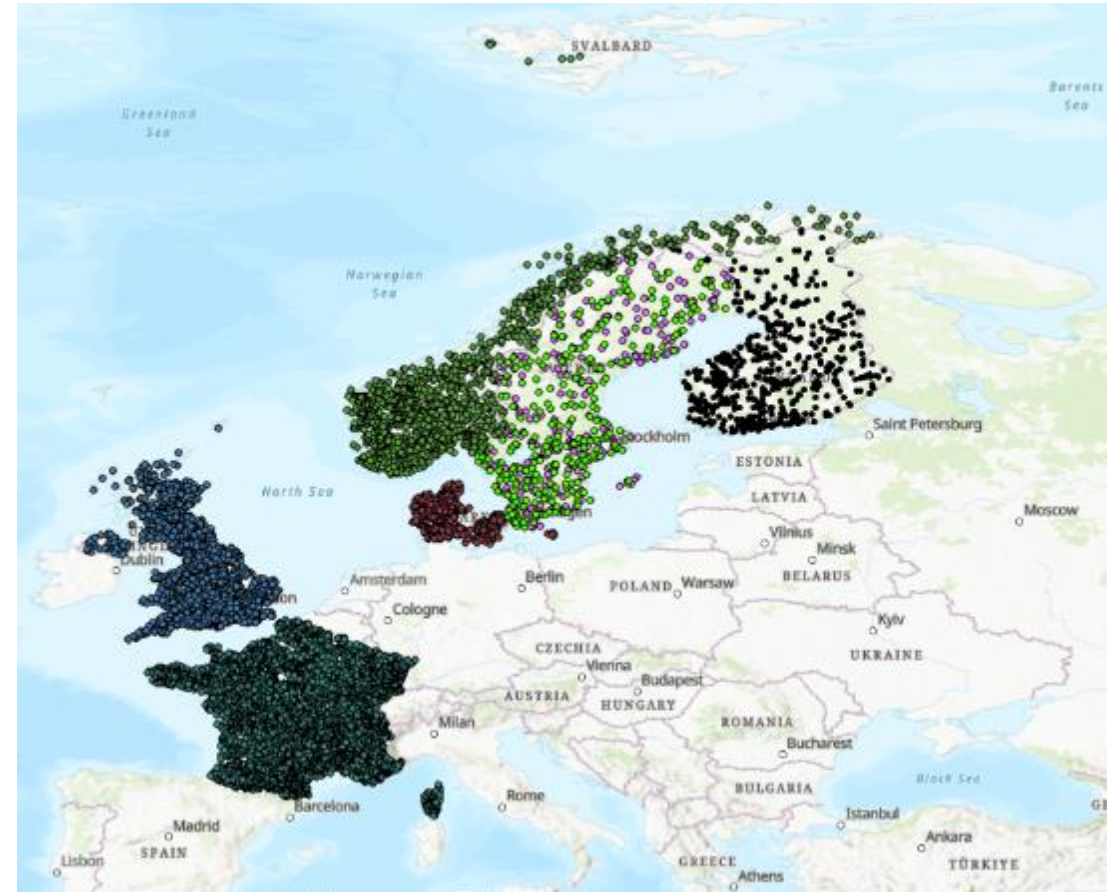 SVALBARD
Greenland
Sea
Barents
Sea
Norwegian
Sea
Stockholm
Saint Petersburg
ESTONIA
North Sea
LATVIA
Moscow
Vilnius
Dublin
Minsk
Amsterdam
Berlin
POLAND
Warsaw
BELARUS
Cologne
Kyiv
CZECHIA
UKRAINE
Vienna
Budapest
AUSTRIA
HUNGARY
Milan
ROMANIA
Bucharest
Black Sea
BULGARIA
Barcelona
Rome
Istanbul
Madrid
SPAIN
Ankara
Lisbon
GREECE
TÜRKIYE
Athens